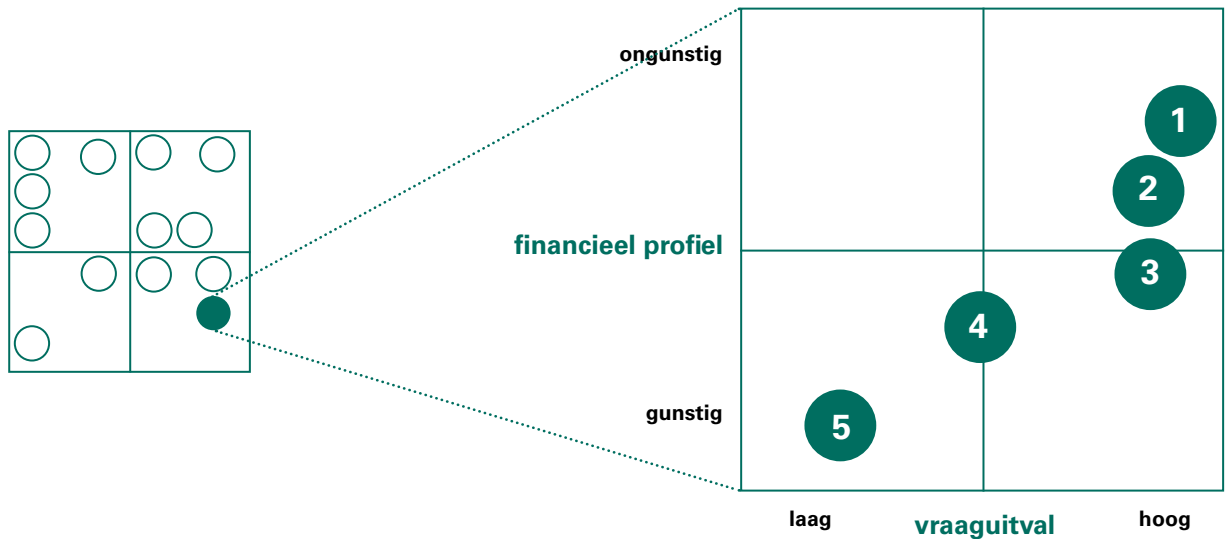 ongunstig
1
2
financieel profiel
3
4
gunstig
5
laag
vraaguitval
hoog